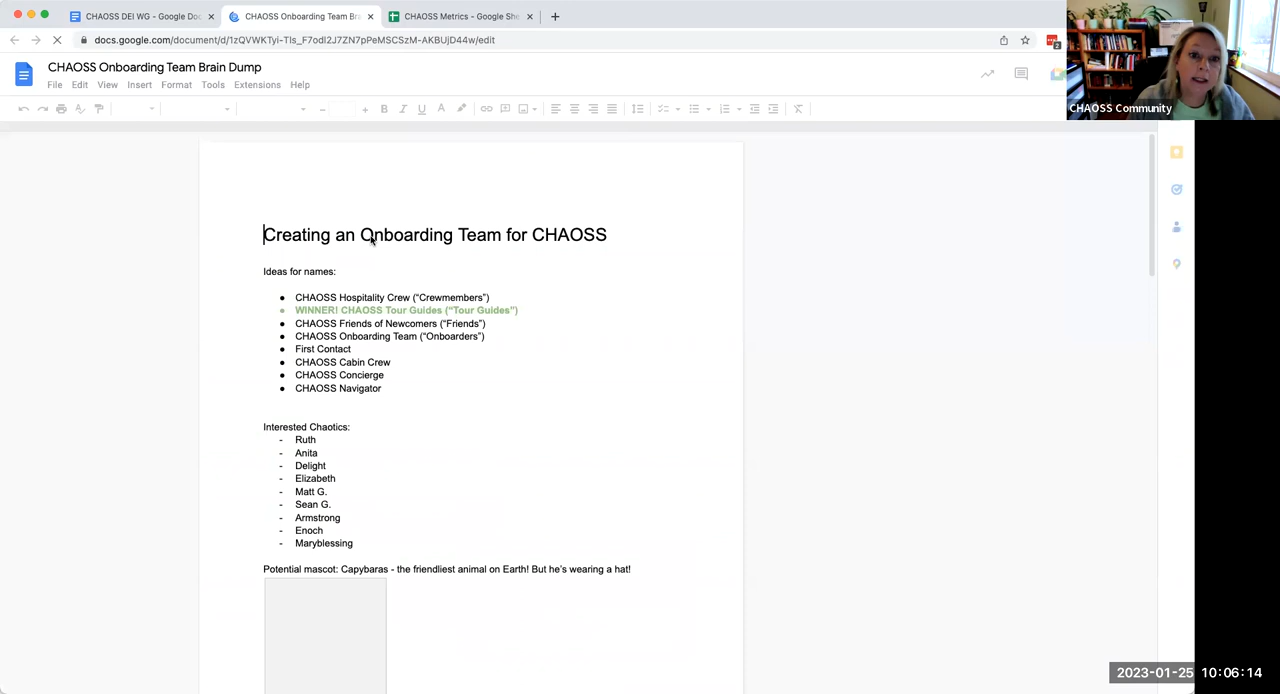 CHAOSS DEI WG - Google Doc
CHAOSS Onboarding Team Bra
CHAOSS Metrics - Google She
docs.google.com/document/d/1zQVWKTyi-TIs_F7odI2J7ZN7pPeMSCSzM-utBUjD44w/edit
2
CHAOSS Onboarding Team Brain Dump
File Edit View Insert Format Tools Extensions Help
CHAOSS Community
Creating an Onboarding Team for CHAOSS
Ideas for names:
● CHAOSS Hospitality Crew (“Crewmembers”)
● WINNER! CHAOSS Tour Guides (“Tour Guides”)
● CHAOSS Friends of Newcomers (“Friends”)
● CHAOSS Onboarding Team (“Onboarders”)
● First Contact
● CHAOSS Cabin Crew
● CHAOSS Concierge
● CHAOSS Navigator
Interested Chaotics:
- Ruth
- Anita
- Delight
- Elizabeth
- Matt G.
- Sean G.
- Armstrong
- Enoch
- Maryblessing
Potential mascot: Capybaras - the friendliest animal on Earth! But he’s wearing a hat!
2023-01-25 10:06:14